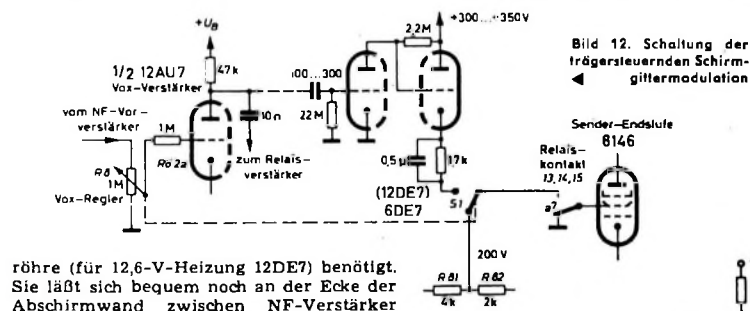 +U_B
47k
1/2 12AU7
Vox-Verstärker
vom NF-Vor-
verstärker
1M
Rö 2a
R8
1M
Vox-Regler
10n
zum Relais-
verstärker
100...300
22M
2,2M
+300...+350V
0,5µ
17k
(12DE7)
6DE7
S1
200 V
R81
4k
R82
2k
Relais-
kontakt
13,14,15
a7
Sender-Endstufe
6146
Bild 12. Schaltung der
trägersteuernden Schirm-
◄ gittermodulation
röhre (für 12,6-V-Heizung 12DE7) benötigt.
Sie läßt sich bequem noch an der Ecke der
Abschirmwand zwischen NF-Verstärker